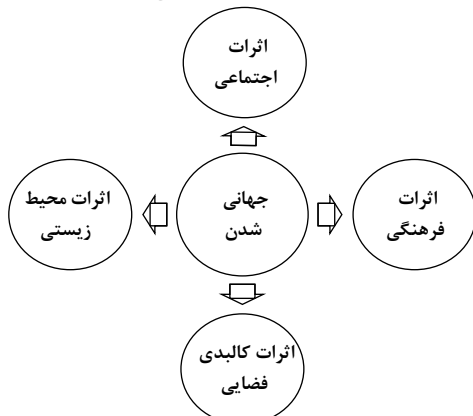 اثرات
اجتماعی
اثرات
فرهنگی
جهانی
شدن
اثرات محیط
زیستی
اثرات کالبدی
فضایی